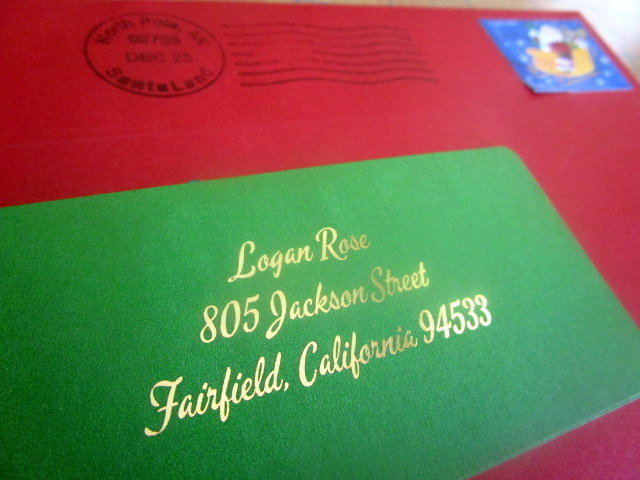 North Pole, AK
99705
DEC 25
SantaLand
Logan Rose
805 Jackson Street
Fairfield, California 94533